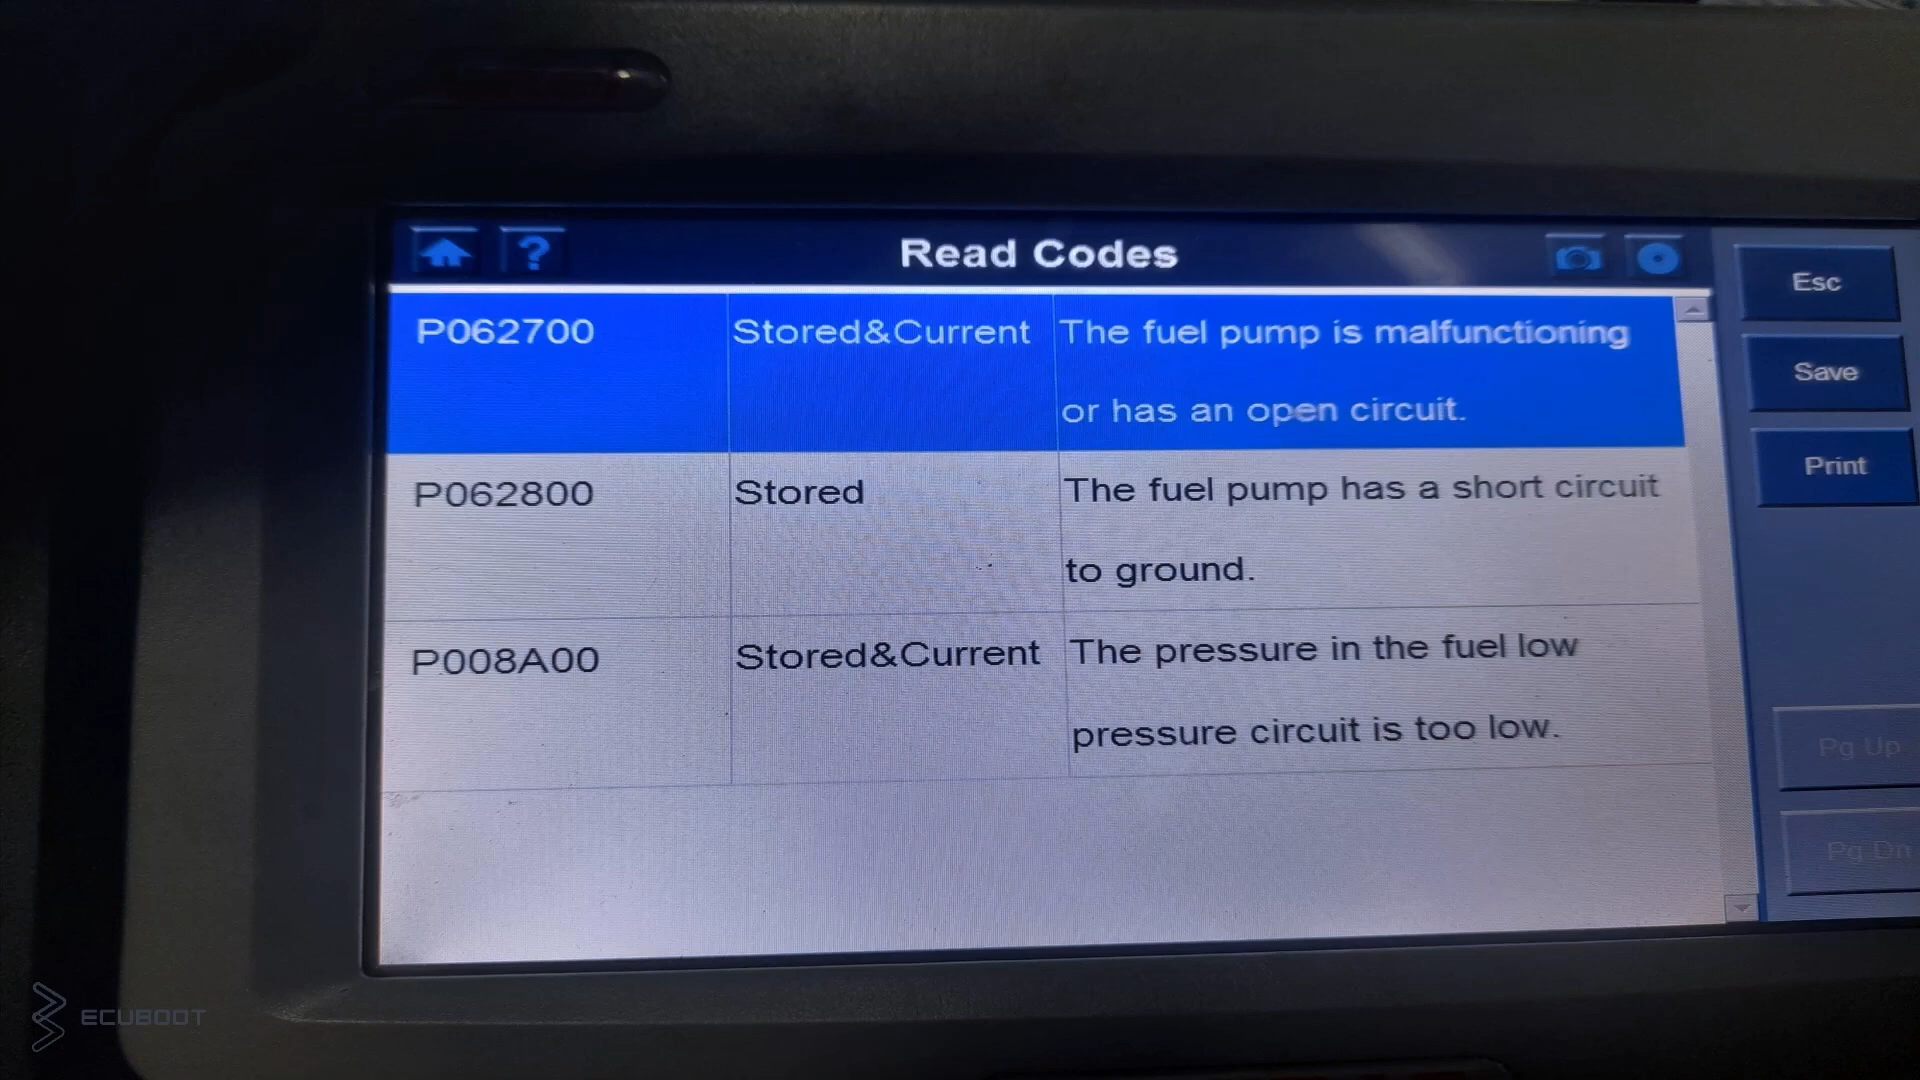 Read Codes
Esc
Save
Print
Pg Up
Pg Dn
P062700 Stored&Current The fuel pump is malfunctioning
or has an open circuit.
P062800 Stored The fuel pump has a short circuit
to ground.
P008A00 Stored&Current The pressure in the fuel low
pressure circuit is too low.
ECUBOOT